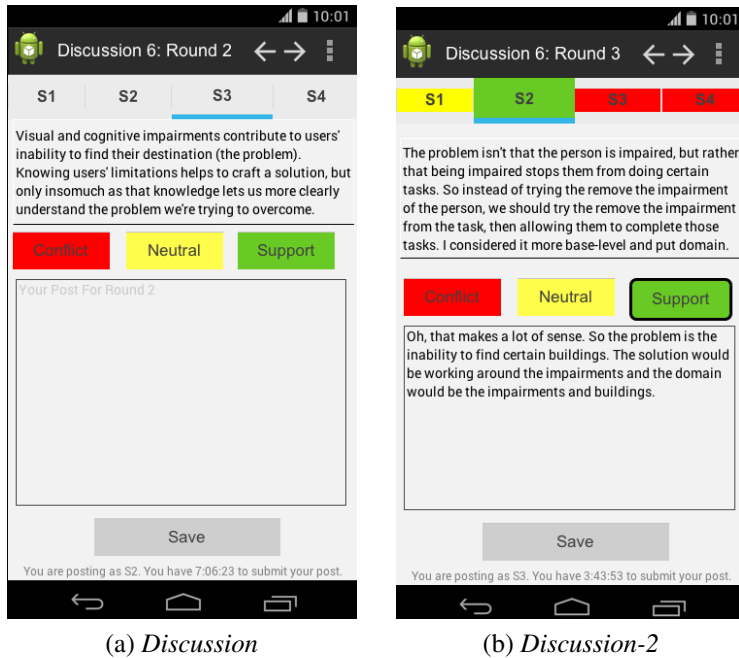 10:01
Discussion 6: Round 2
S1 S2 S3 S4
Visual and cognitive impairments contribute to users'
inability to find their destination (the problem).
Knowing users' limitations helps to craft a solution, but
only insomuch as that knowledge lets us more clearly
understand the problem we're trying to overcome.
Conflict Neutral Support
Your Post For Round 2
Save
You are posting as S2. You have 7:06:23 to submit your post.
(a) Discussion
10:01
Discussion 6: Round 3
S1 S2 S3 S4
The problem isn't that the person is impaired, but rather
that being impaired stops them from doing certain
tasks. So instead of trying the remove the impairment
of the person, we should try the remove the impairment
from the task, then allowing them to complete those
tasks. I considered it more base-level and put domain.
Conflict Neutral Support
Oh, that makes a lot of sense. So the problem is the
inability to find certain buildings. The solution would
be working around the impairments and the domain
would be the impairments and buildings.
Save
You are posting as S3. You have 3:43:53 to submit your post.
(b) Discussion-2